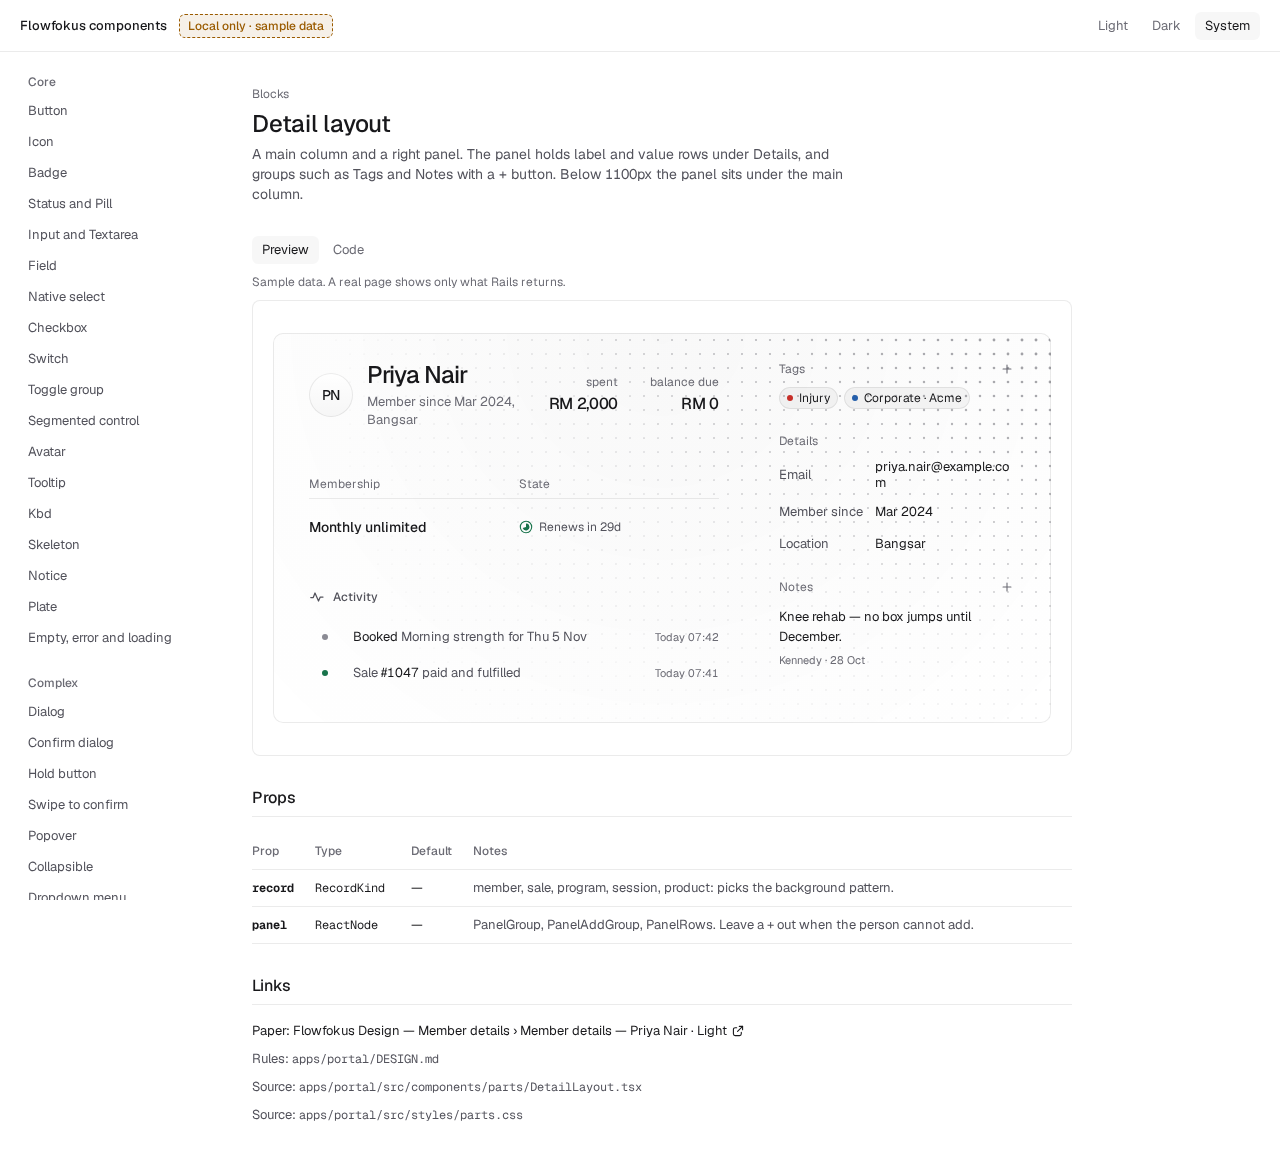 Flowfokus components
Local only · sample data
Light
Dark
System
Core
Button
Icon
Badge
Status and Pill
Input and Textarea
Field
Native select
Checkbox
Switch
Toggle group
Segmented control
Avatar
Tooltip
Kbd
Skeleton
Notice
Plate
Empty, error and loading
Complex
Dialog
Confirm dialog
Hold button
Swipe to confirm
Popover
Collapsible
Dropdown menu
Blocks
Detail layout
A main column and a right panel. The panel holds label and value rows under Details, and
groups such as Tags and Notes with a + button. Below 1100px the panel sits under the main
column.
Preview
Code
Sample data. A real page shows only what Rails returns.
PN
Priya Nair
Member since Mar 2024,
Bangsar
spent
RM 2,000
balance due
RM 0
Membership
State
Monthly unlimited
Renews in 29d
Activity
Booked Morning strength for Thu 5 Nov
Today 07:42
Sale #1047 paid and fulfilled
Today 07:41
Tags
Injury
Corporate · Acme
Details
Email
priya.nair@example.co
m
Member since
Mar 2024
Location
Bangsar
Notes
Knee rehab — no box jumps until
December.
Kennedy · 28 Oct
Props
Prop
Type
Default
Notes
record
RecordKind
—
member, sale, program, session, product: picks the background pattern.
panel
ReactNode
—
PanelGroup, PanelAddGroup, PanelRows. Leave a + out when the person cannot add.
Links
Paper: Flowfokus Design — Member details › Member details — Priya Nair · Light
Rules: apps/portal/DESIGN.md
Source: apps/portal/src/components/parts/DetailLayout.tsx
Source: apps/portal/src/styles/parts.css